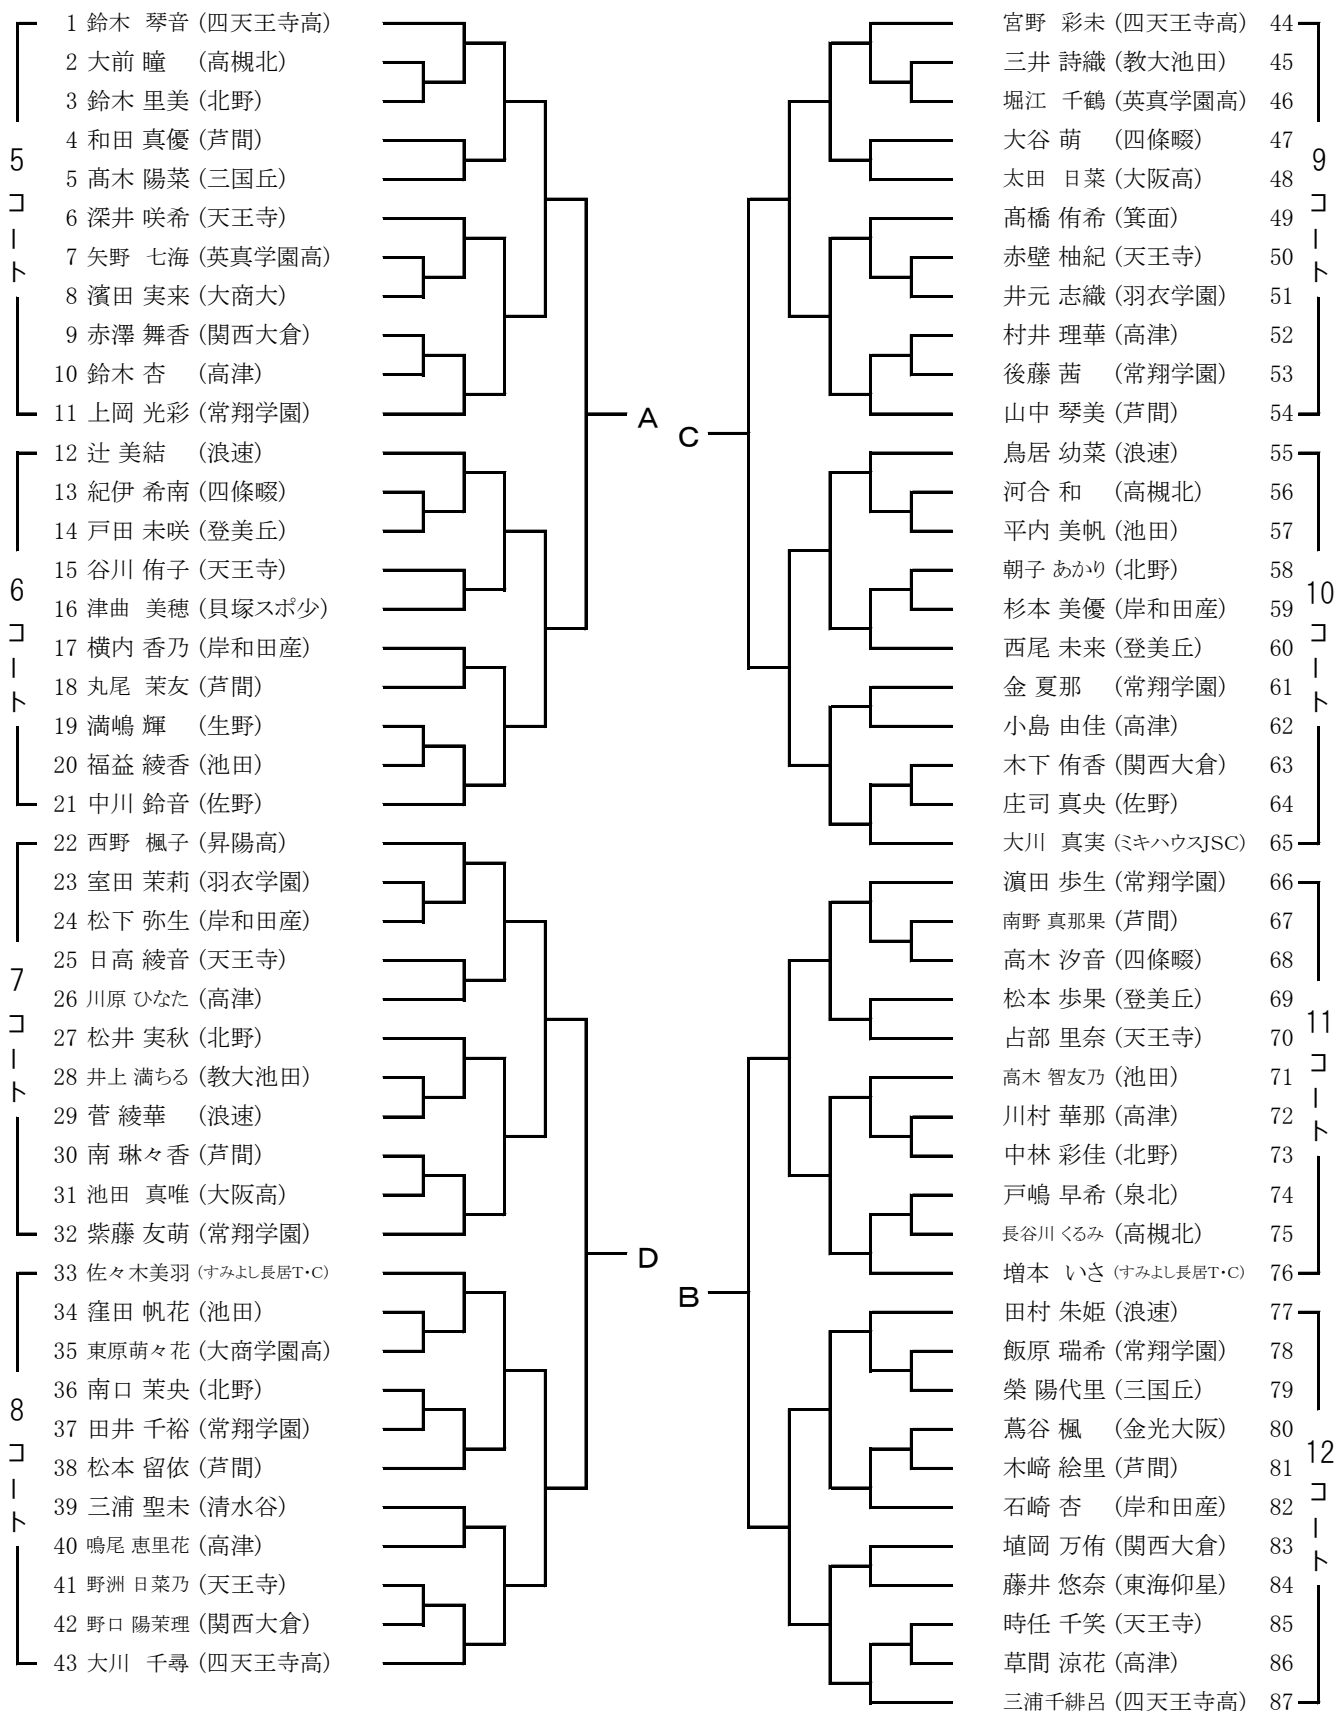 1 鈴木 琴音 (四天王寺高)
2 大前 瞳 (高槻北)
3 鈴木 里美 (北野)
4 和田 真優 (芦間)
5 髙木 陽菜 (三国丘)
6 深井 咲希 (天王寺)
7 矢野 七海 (英真学園高)
8 濱田 実来 (大商大)
9 赤澤 舞香 (関西大倉)
10 鈴木 杏 (高津)
11 上岡 光彩 (常翔学園)
5コート
12 辻 美結 (浪速)
13 紀伊 希南 (四條畷)
14 戸田 未咲 (登美丘)
15 谷川 侑子 (天王寺)
16 津曲 美穂 (貝塚スポ少)
17 横内 香乃 (岸和田産)
18 丸尾 茉友 (芦間)
19 満嶋 輝 (生野)
20 福益 綾香 (池田)
21 中川 鈴音 (佐野)
6コート
A
22 西野 楓子 (昇陽高)
23 室田 茉莉 (羽衣学園)
24 松下 弥生 (岸和田産)
25 日高 綾音 (天王寺)
26 川原 ひなた (高津)
27 松井 実秋 (北野)
28 井上 満ちる (教大池田)
29 菅 綾華 (浪速)
30 南 琳々香 (芦間)
31 池田 真唯 (大阪高)
32 紫藤 友萌 (常翔学園)
7コート
33 佐々木美羽 (すみよし長居T・C)
34 窪田 帆花 (池田)
35 東原萌々花 (大商学園高)
36 南口 茉央 (北野)
37 田井 千裕 (常翔学園)
38 松本 留依 (芦間)
39 三浦 聖未 (清水谷)
40 鳴尾 恵里花 (高津)
41 野洲 日菜乃 (天王寺)
42 野口 陽茉理 (関西大倉)
43 大川 千尋 (四天王寺高)
8コート
D
宮野 彩未 (四天王寺高) 44
三井 詩織 (教大池田) 45
堀江 千鶴 (英真学園高) 46
大谷 萌 (四條畷) 47
太田 日菜 (大阪高) 48
髙橋 侑希 (箕面) 49
赤壁 柚紀 (天王寺) 50
井元 志織 (羽衣学園) 51
村井 理華 (高津) 52
後藤 茜 (常翔学園) 53
山中 琴美 (芦間) 54
9コート
C
鳥居 幼菜 (浪速) 55
河合 和 (高槻北) 56
平内 美帆 (池田) 57
朝子 あかり (北野) 58
杉本 美優 (岸和田産) 59
西尾 未来 (登美丘) 60
金 夏那 (常翔学園) 61
小島 由佳 (高津) 62
木下 侑香 (関西大倉) 63
庄司 真央 (佐野) 64
大川 真実 (ミキハウスJSC) 65
10コート
濵田 歩生 (常翔学園) 66
南野 真那果 (芦間) 67
高木 汐音 (四條畷) 68
松本 歩果 (登美丘) 69
占部 里奈 (天王寺) 70
高木 智友乃 (池田) 71
川村 華那 (高津) 72
中林 彩佳 (北野) 73
戸嶋 早希 (泉北) 74
長谷川 くるみ (高槻北) 75
増本 いさ (すみよし長居T・C) 76
11コート
B
田村 朱姫 (浪速) 77
飯原 瑞希 (常翔学園) 78
榮 陽代里 (三国丘) 79
蔦谷 楓 (金光大阪) 80
木﨑 絵里 (芦間) 81
石崎 杏 (岸和田産) 82
埴岡 万侑 (関西大倉) 83
藤井 悠奈 (東海仰星) 84
時任 千笑 (天王寺) 85
草間 涼花 (高津) 86
三浦千緋呂 (四天王寺高) 87
12コート